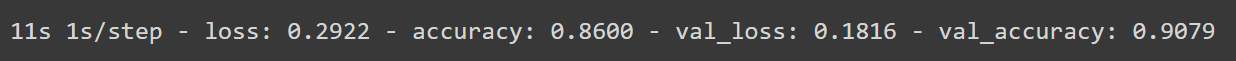 11s 1s/step - loss: 0.2922 - accuracy: 0.8600 - val_loss: 0.1816 - val_accuracy: 0.9079